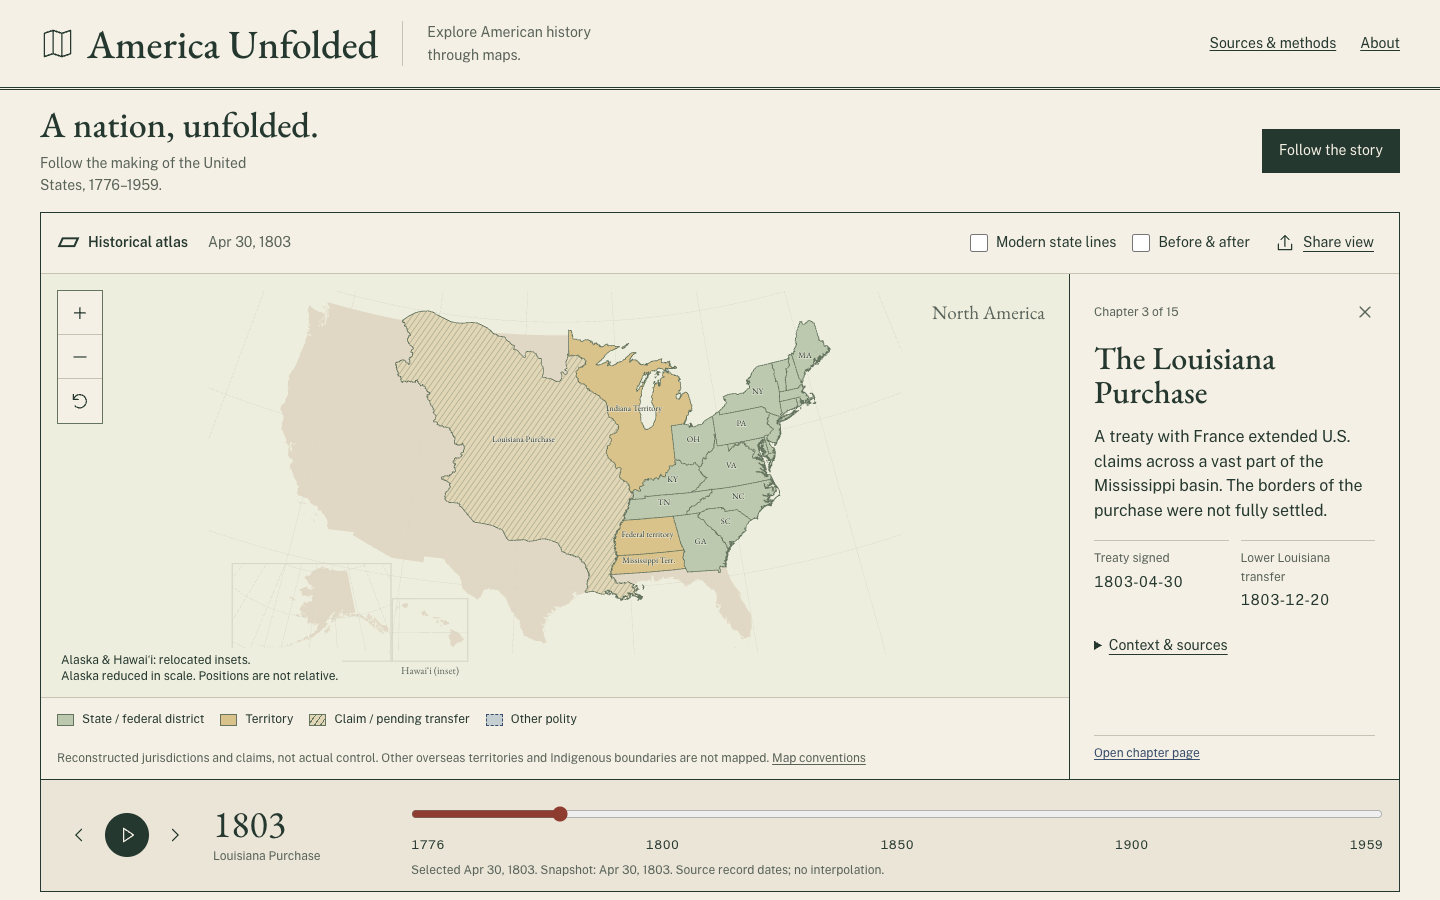 America Unfolded
Explore American history
through maps.
Sources & methods
About
A nation, unfolded.
Follow the making of the United
States, 1776–1959.
Follow the story
Historical atlas
Apr 30, 1803
Modern state lines
Before & after
Share view
+
−
North America
MA
NY
Indiana Territory
PA
OH
Louisiana Purchase
VA
KY
NC
TN
SC
Federal territory
GA
Mississippi Terr.
Alaska & Hawaiʻi: relocated insets.
Alaska reduced in scale. Positions are not relative.
Hawaiʻi (inset)
Chapter 3 of 15
The Louisiana
Purchase
A treaty with France extended U.S.
claims across a vast part of the
Mississippi basin. The borders of the
purchase were not fully settled.
Treaty signed
1803-04-30
Lower Louisiana
transfer
1803-12-20
Context & sources
Open chapter page
State / federal district
Territory
Claim / pending transfer
Other polity
Reconstructed jurisdictions and claims, not actual control. Other overseas territories and Indigenous boundaries are not mapped. Map conventions
1803
Louisiana Purchase
1776
1800
1850
1900
1959
Selected Apr 30, 1803. Snapshot: Apr 30, 1803. Source record dates; no interpolation.